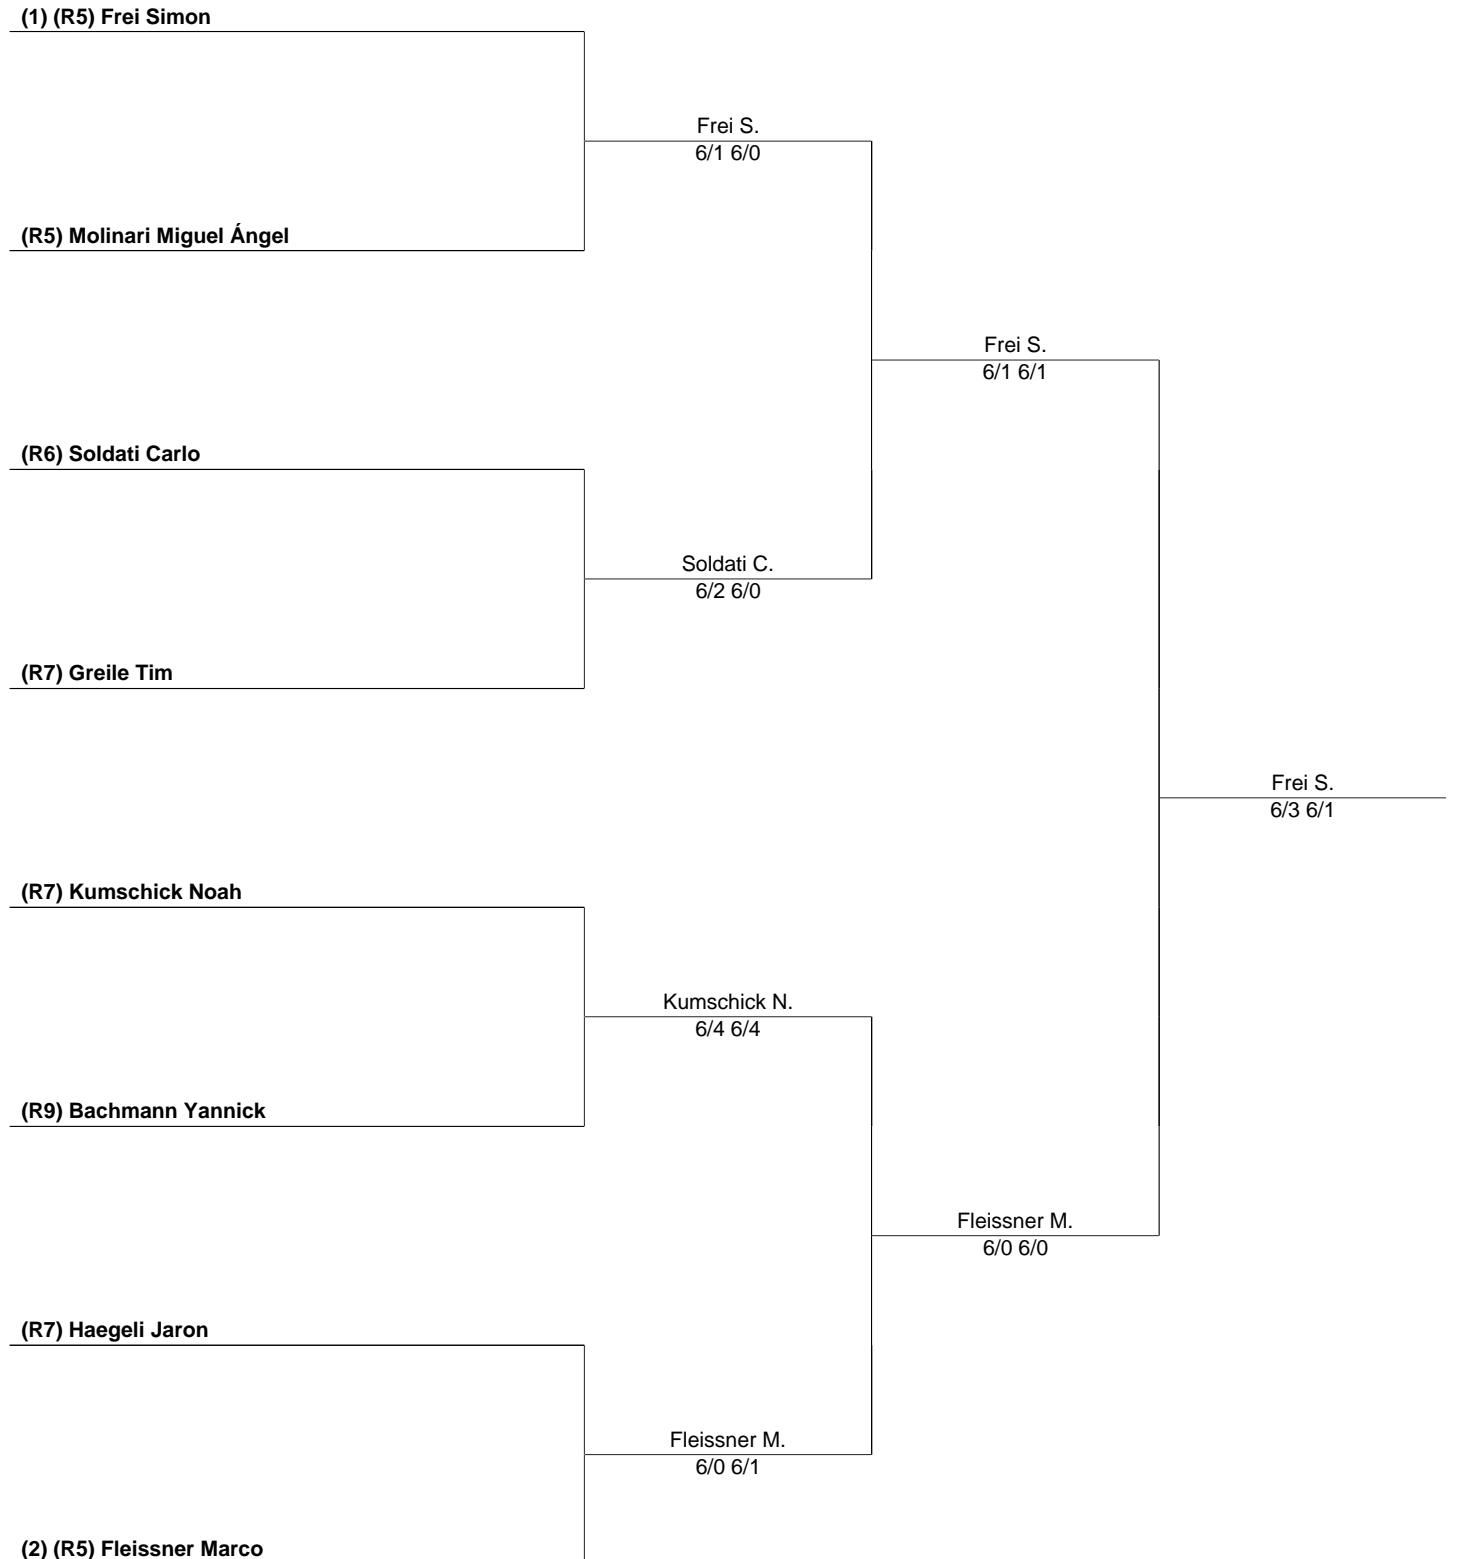 (1) (R5) Frei Simon
Frei S.
6/1 6/0
(R5) Molinari Miguel Ángel
Frei S.
6/1 6/1
(R6) Soldati Carlo
Soldati C.
6/2 6/0
(R7) Greile Tim
Frei S.
6/3 6/1
(R7) Kumschick Noah
Kumschick N.
6/4 6/4
(R9) Bachmann Yannick
Fleissner M.
6/0 6/0
(R7) Haegeli Jaron
Fleissner M.
6/0 6/1
(2) (R5) Fleissner Marco